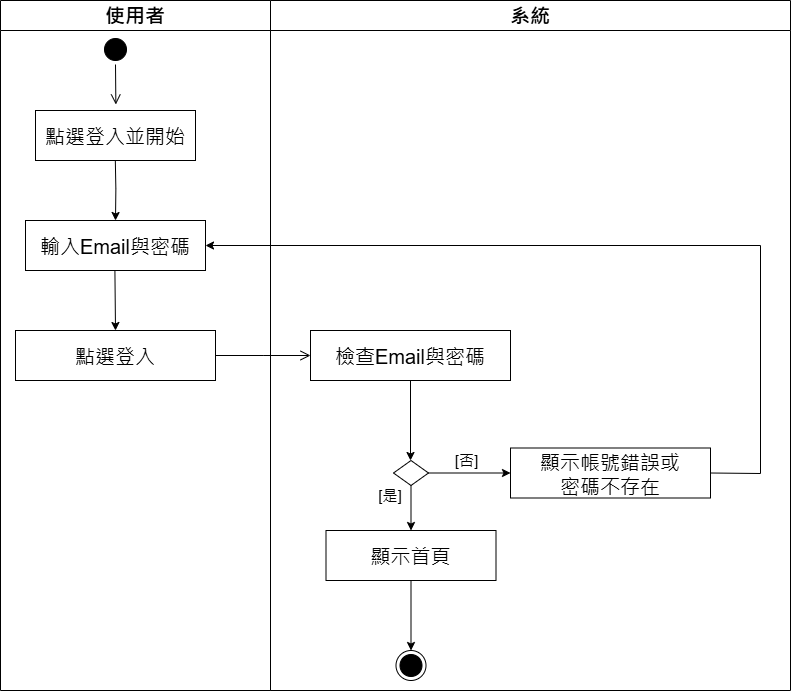 使用者
系統
點選登入並開始
輸入Email與密碼
點選登入
檢查Email與密碼
[否]
顯示帳號錯誤或
密碼不存在
[是]
顯示首頁